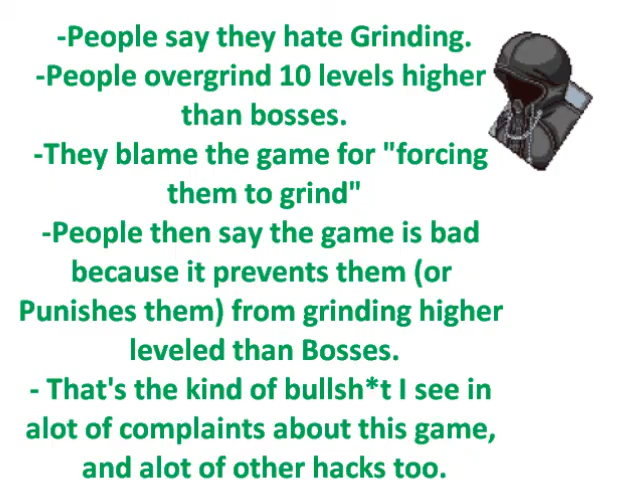 -People say they hate Grinding.
-People overgrind 10 levels higher
than bosses.
-They blame the game for "forcing
them to grind"
-People then say the game is bad
because it prevents them (or
Punishes them) from grinding higher
leveled than Bosses.
- That's the kind of bullsh*t I see in
alot of complaints about this game,
and alot of other hacks too.